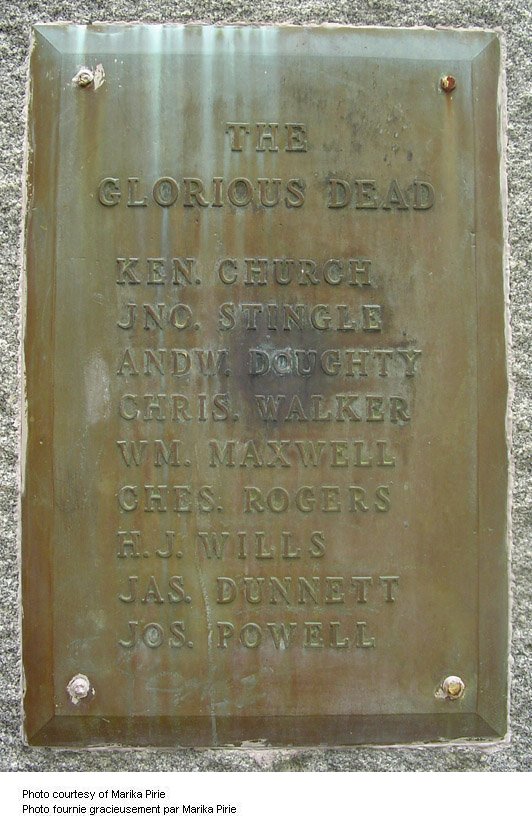 THE
GLORIOUS DEAD
KEN. CHURCH
JNO. STINGLE
ANDW. DOUGHTY
CHRIS. WALKER
WM. MAXWELL
CHES. ROGERS
H.J. WILLS
JAS. DUNNETT
JOS. POWELL
Photo courtesy of Marika Pirie
Photo fournie gracieusement par Marika Pirie